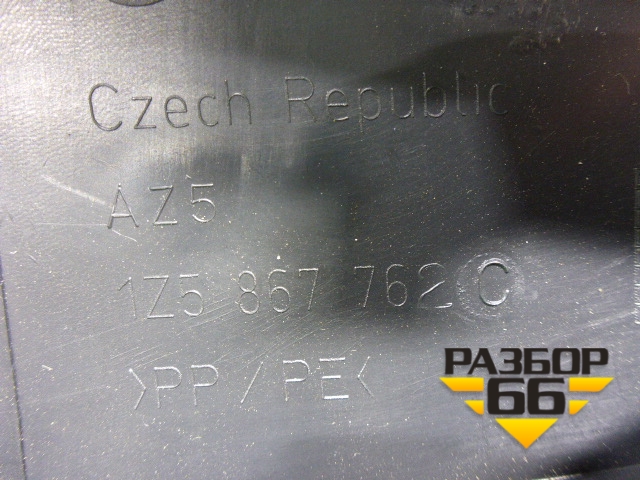 Czech Republic
AZ5
1Z5 867 762 C
>PP/PE<
РАЗБОР
66